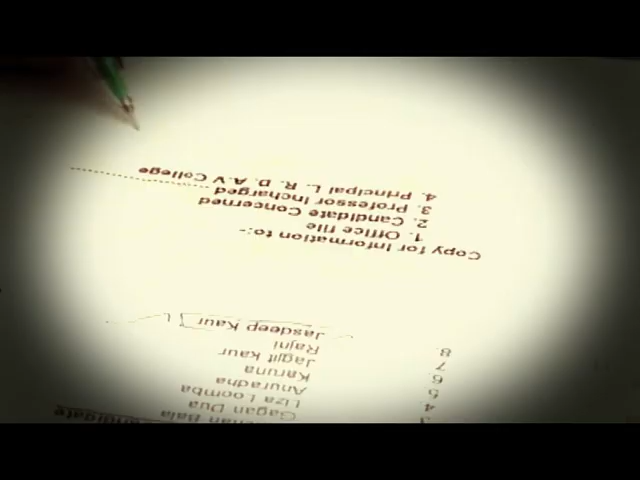 Bala
Gagan Dua
Liza Loomba
4 Anuradha
5 Karuna
6 Jagjit kaur
7 Rajni
8. Jasdeep Kaur
Copy for information to:-
1. Office file
2. Candidate Concerned
3. Professor Incharged
4. Principal L. R. D. A.V College